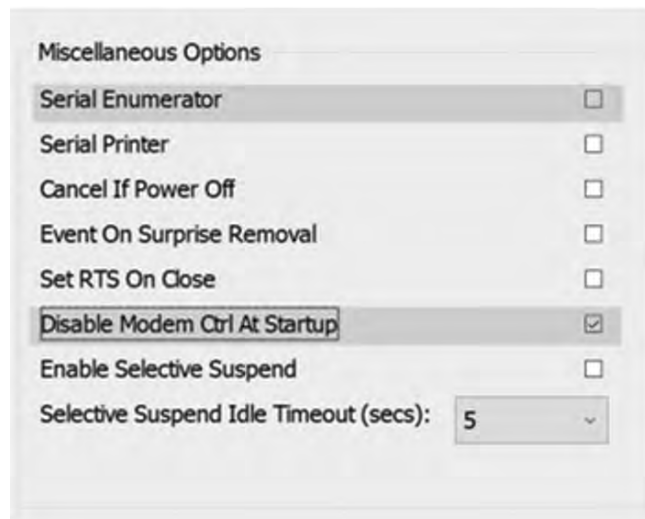 Miscellaneous Options
Serial Enumerator
Serial Printer
Cancel If Power Off
Event On Surprise Removal
Set RTS On Close
Disable Modem Ctrl At Startup
Enable Selective Suspend
Selective Suspend Idle Timeout (secs): 5